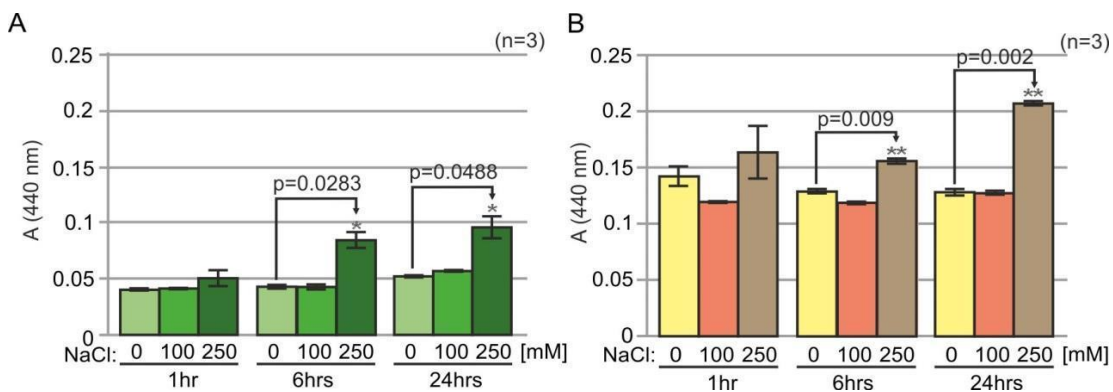 A
(n=3)
0.25
0.2
0.15
0.1
0.05
0
A (440 nm)
p=0.0283
p=0.0488
*
*
NaCl: 0 100 250 0 100 250 0 100 250 [mM]
1hr 6hrs 24hrs
B
(n=3)
0.25
0.2
0.15
0.1
0.05
0
A (440 nm)
p=0.009
p=0.002
**
**
NaCl: 0 100 250 0 100 250 0 100 250 [mM]
1hr 6hrs 24hrs